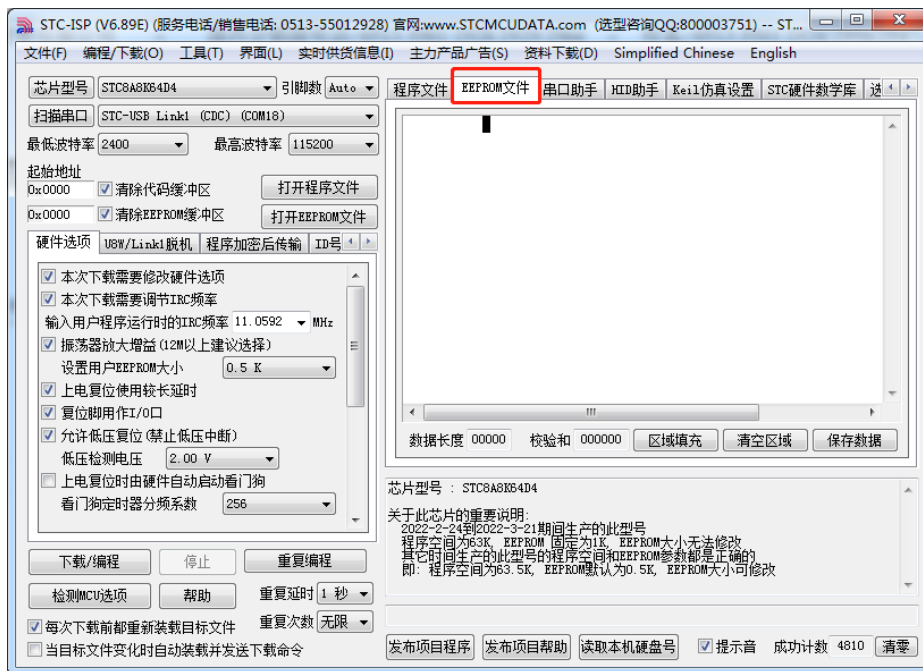 STC-ISP (V6.89E) (服务电话/销售电话: 0513-55012928) 官网:www.STCMCUDATA.com (选型咨询QQ:800003751) -- ST...
文件(F) 编程/下载(O) 工具(T) 界面(L) 实时供货信息(I) 主力产品广告(S) 资料下载(D) Simplified Chinese English
芯片型号 STC8A8K64D4 引脚数 Auto
扫描串口 STC-USB Link1 (CDC) (COM18)
最低波特率 2400 最高波特率 115200
起始地址
0x0000 清除代码缓冲区 打开程序文件
0x0000 清除EEPROM缓冲区 打开EEPROM文件
硬件选项 U8W/Link1脱机 程序加密后传输 ID号
本次下载需要修改硬件选项
本次下载需要调节IRC频率
输入用户程序运行时的IRC频率 11.0592 MHz
振荡器放大增益(12M以上建议选择)
设置用户EEPROM大小 0.5 K
上电复位使用较长延时
复位脚用作I/O口
允许低压复位(禁止低压中断)
低压检测电压 2.00 V
上电复位时由硬件自动启动看门狗
看门狗定时器分频系数 256
下载/编程 停止 重复编程
检测MCU选项 帮助 重复延时 1 秒
每次下载前都重新装载目标文件 重复次数 无限
当目标文件变化时自动装载并发送下载命令
程序文件 EEPROM文件 串口助手 HID助手 Keil仿真设置 STC硬件数学库
数据长度 00000 校验和 000000 区域填充 清空区域 保存数据
芯片型号 : STC8A8K64D4
关于此芯片的重要说明:
2022-2-24到2022-3-21期间生产的此型号
程序空间为63K, EEPROM 固定为1K, EEPROM大小无法修改
其它时间生产的此型号的程序空间和EEPROM参数都是正确的
即: 程序空间为63.5K, EEPROM默认为0.5K, EEPROM大小可修改
发布项目程序 发布项目帮助 读取本机硬盘号 提示音 成功计数 4810 清零